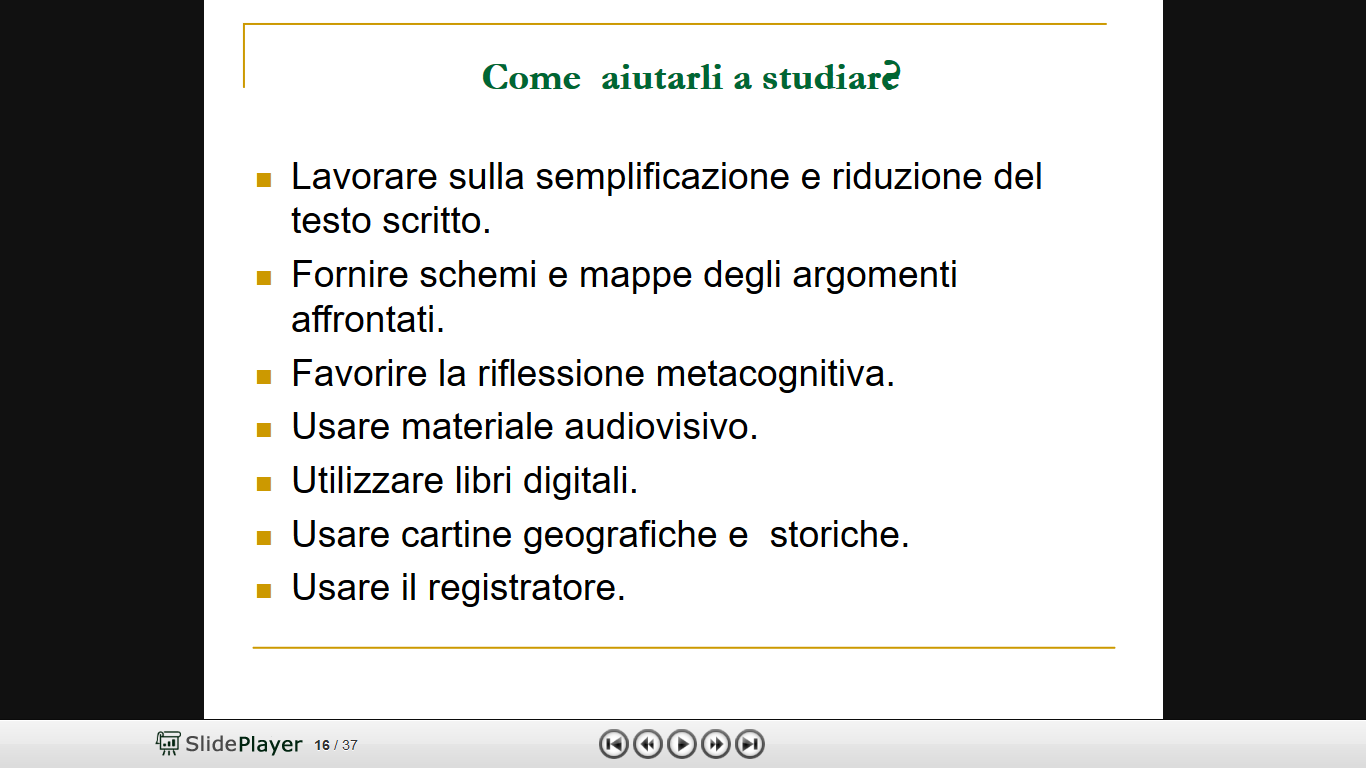 Come aiutarli a studiare?
Lavorare sulla semplificazione e riduzione del
testo scritto.
Fornire schemi e mappe degli argomenti
affrontati.
Favorire la riflessione metacognitiva.
Usare materiale audiovisivo.
Utilizzare libri digitali.
Usare cartine geografiche e storiche.
Usare il registratore.
SlidePlayer 16 / 37